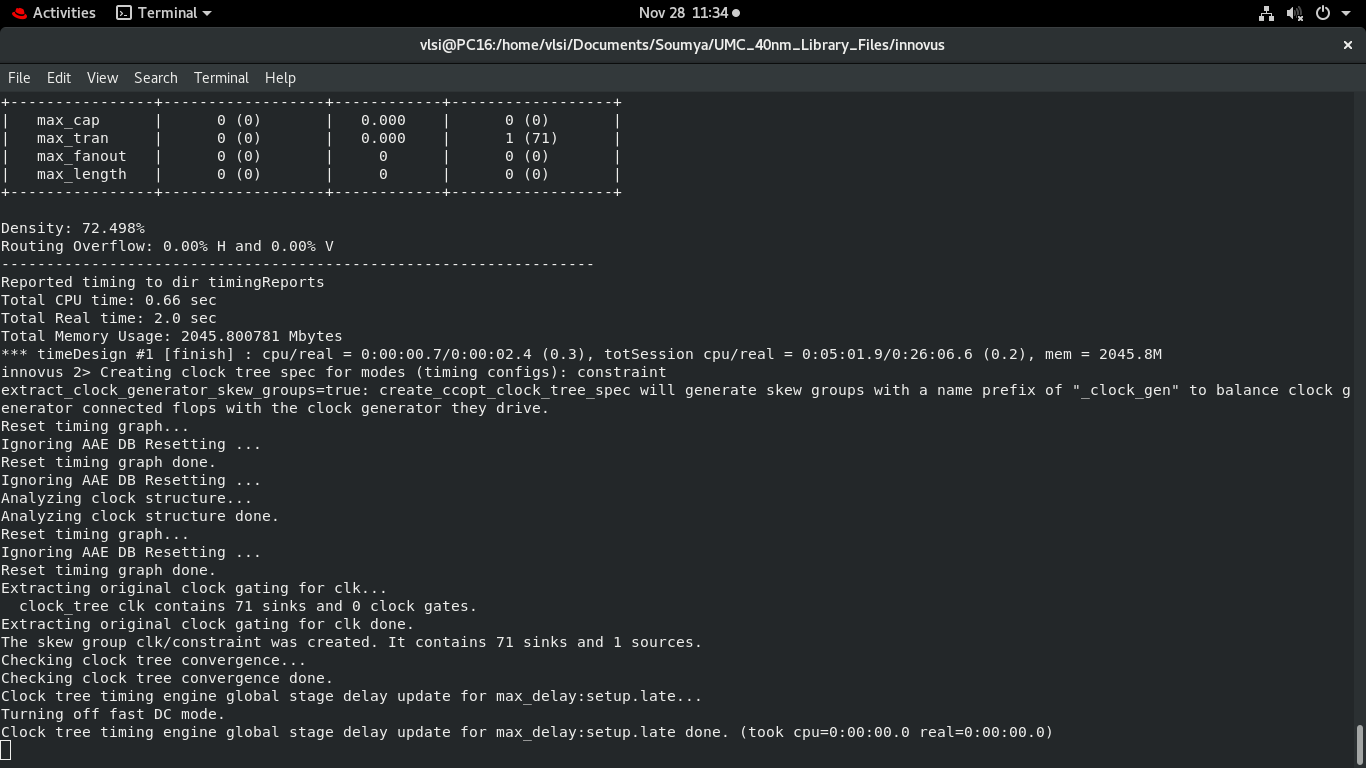 Activities Terminal Nov 28 11:34
vlsi@PC16:/home/vlsi/Documents/Soumya/UMC_40nm_Library_Files/innovus ×
File Edit View Search Terminal Help
+----------------+------------------+------------+------------------+
|   max_cap      |      0 (0)       |   0.000    |      0 (0)       |
|   max_tran     |      0 (0)       |   0.000    |      1 (71)      |
|   max_fanout   |      0 (0)       |     0      |      0 (0)       |
|   max_length   |      0 (0)       |     0      |      0 (0)       |
+----------------+------------------+------------+------------------+
Density: 72.498%
Routing Overflow: 0.00% H and 0.00% V
------------------------------------------------------------------
Reported timing to dir timingReports
Total CPU time: 0.66 sec
Total Real time: 2.0 sec
Total Memory Usage: 2045.800781 Mbytes
*** timeDesign #1 [finish] : cpu/real = 0:00:00.7/0:00:02.4 (0.3), totSession cpu/real = 0:05:01.9/0:26:06.6 (0.2), mem = 2045.8M
innovus 2> Creating clock tree spec for modes (timing configs): constraint
extract_clock_generator_skew_groups=true: create_ccopt_clock_tree_spec will generate skew groups with a name prefix of "_clock_gen" to balance clock g
enerator connected flops with the clock generator they drive.
Reset timing graph...
Ignoring AAE DB Resetting ...
Reset timing graph done.
Ignoring AAE DB Resetting ...
Analyzing clock structure...
Analyzing clock structure done.
Reset timing graph...
Ignoring AAE DB Resetting ...
Reset timing graph done.
Extracting original clock gating for clk...
  clock_tree clk contains 71 sinks and 0 clock gates.
Extracting original clock gating for clk done.
The skew group clk/constraint was created. It contains 71 sinks and 1 sources.
Checking clock tree convergence...
Checking clock tree convergence done.
Clock tree timing engine global stage delay update for max_delay:setup.late...
Turning off fast DC mode.
Clock tree timing engine global stage delay update for max_delay:setup.late done. (took cpu=0:00:00.0 real=0:00:00.0)